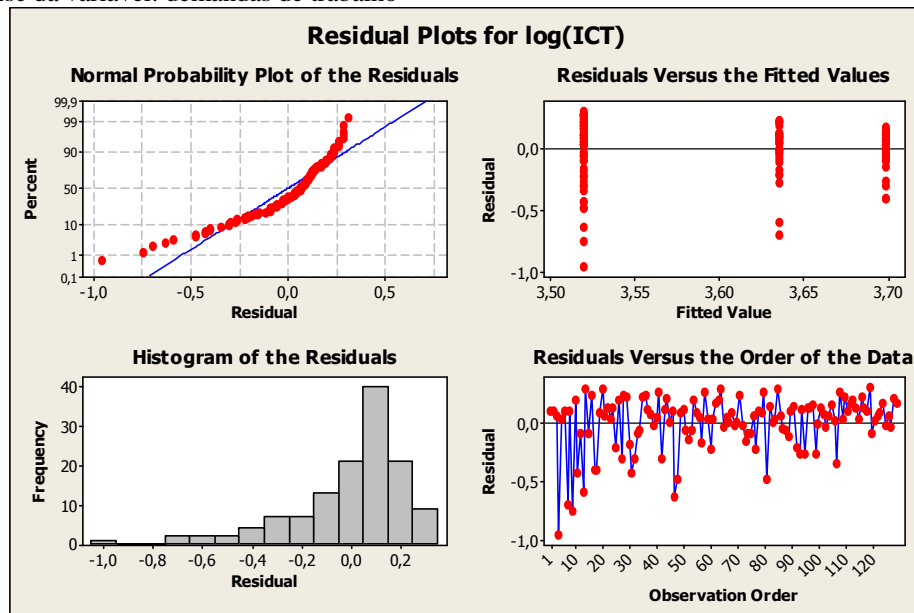 da variável: demandas de trabalho
Residual Plots for log(ICT)
Normal Probability Plot of the Residuals
99,9
99
90
50
10
1
0,1
Percent
-1,0 -0,5 0,0 0,5
Residual
Residuals Versus the Fitted Values
0,0
-0,5
-1,0
Residual
3,50 3,55 3,60 3,65 3,70
Fitted Value
Histogram of the Residuals
40
30
20
10
0
Frequency
-1,0 -0,8 -0,6 -0,4 -0,2 0,0 0,2
Residual
Residuals Versus the Order of the Data
0,0
-0,5
-1,0
Residual
1 10 20 30 40 50 60 70 80 90 100 110 120
Observation Order